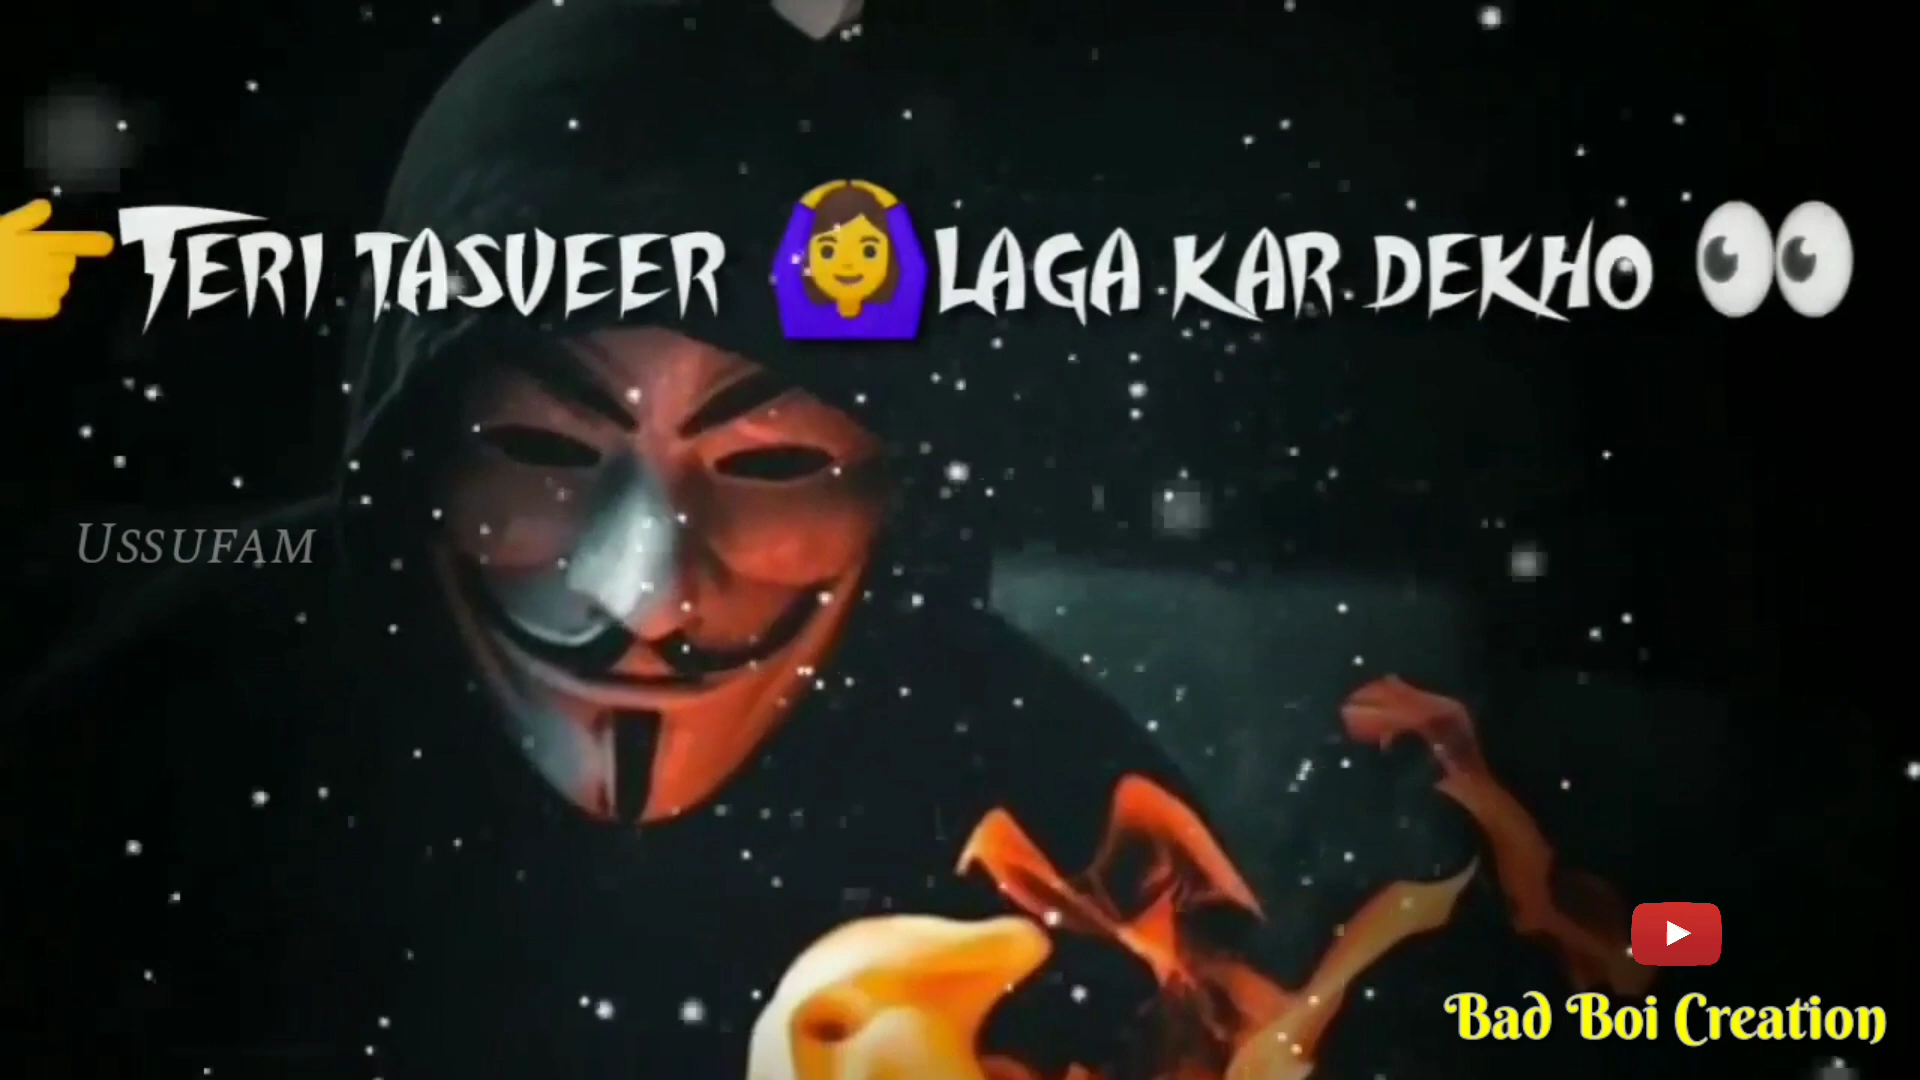 👉TERI TASVEER 🙆‍♀️LAGA KAR DEKHO 👀
USSUFAM
Bad Boi Creation